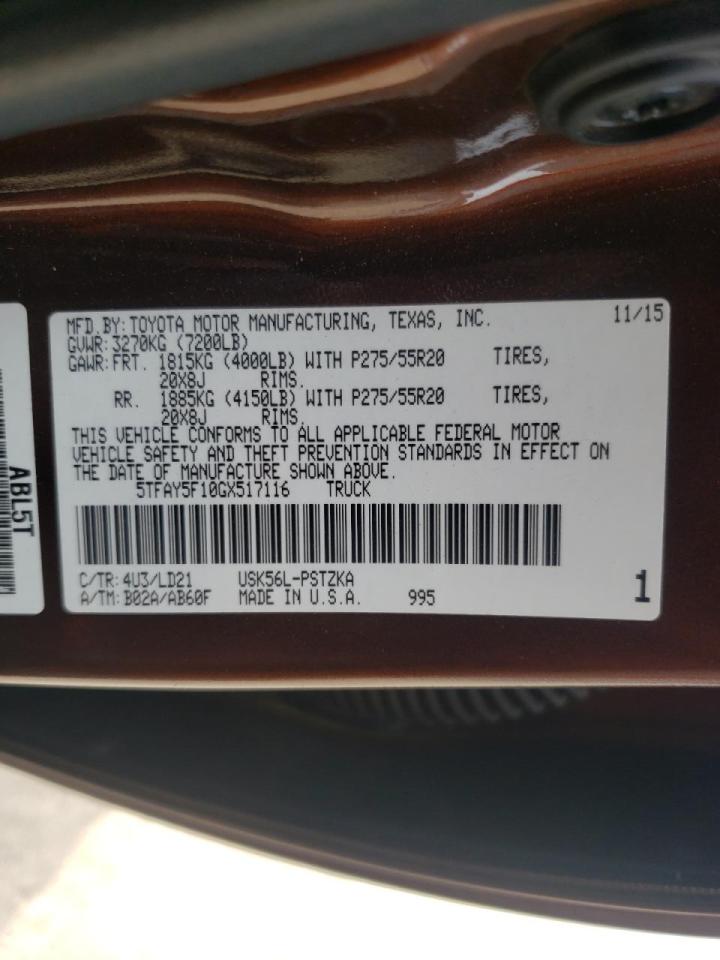 MFD.BY:TOYOTA MOTOR MANUFACTURING, TEXAS, INC. 11/15
GVWR:3270KG (7200LB)
GAWR:FRT. 1815KG (4000LB) WITH P275/55R20 TIRES,
20X8J RIMS.
RR. 1885KG (4150LB) WITH P275/55R20 TIRES,
20X8J RIMS.
THIS VEHICLE CONFORMS TO ALL APPLICABLE FEDERAL MOTOR
VEHICLE SAFETY AND THEFT PREVENTION STANDARDS IN EFFECT ON
THE DATE OF MANUFACTURE SHOWN ABOVE.
5TFAY5F10GX517116 TRUCK
C/TR:4U3/LD21 USK56L-PSTZKA
A/TM:B02A/AB60F MADE IN U.S.A. 995 1
ABL5T